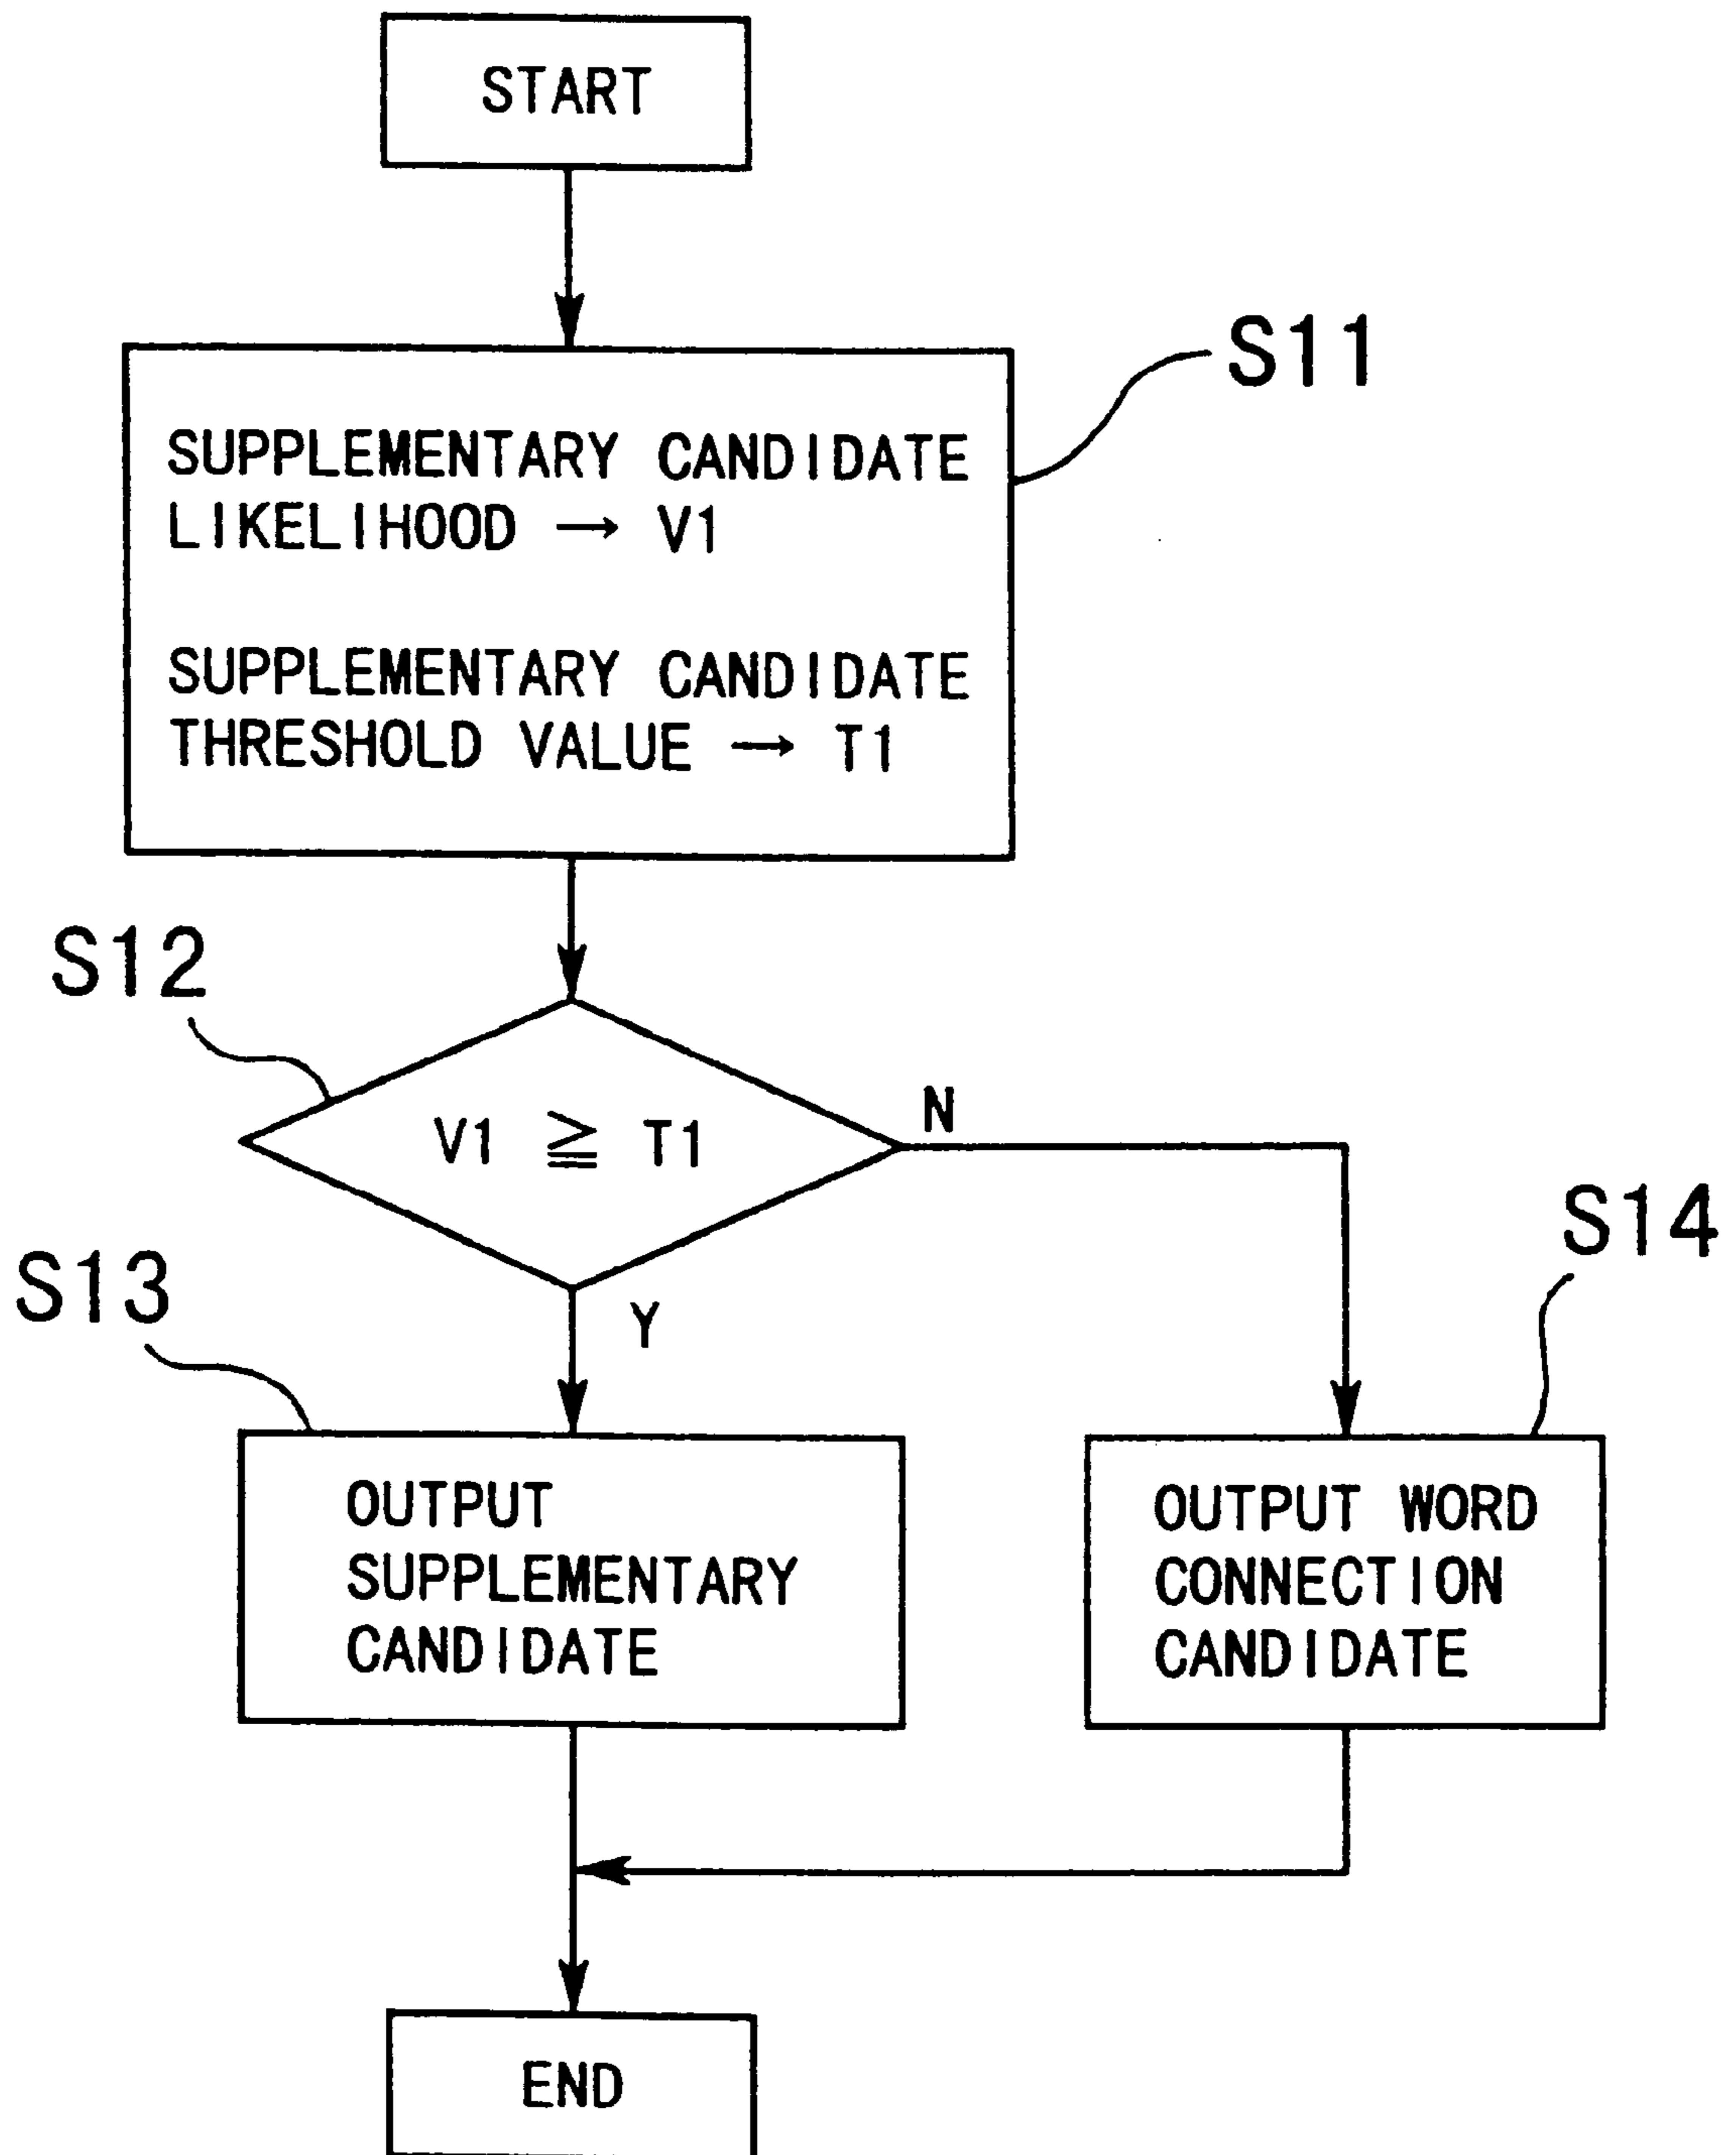 START
S11
SUPPLEMENTARY CANDIDATE
LIKELIHOOD → V1
SUPPLEMENTARY CANDIDATE
THRESHOLD VALUE → T1
S12
V1 ≧ T1
N
Y
S13
S14
OUTPUT
SUPPLEMENTARY
CANDIDATE
OUTPUT WORD
CONNECTION
CANDIDATE
END